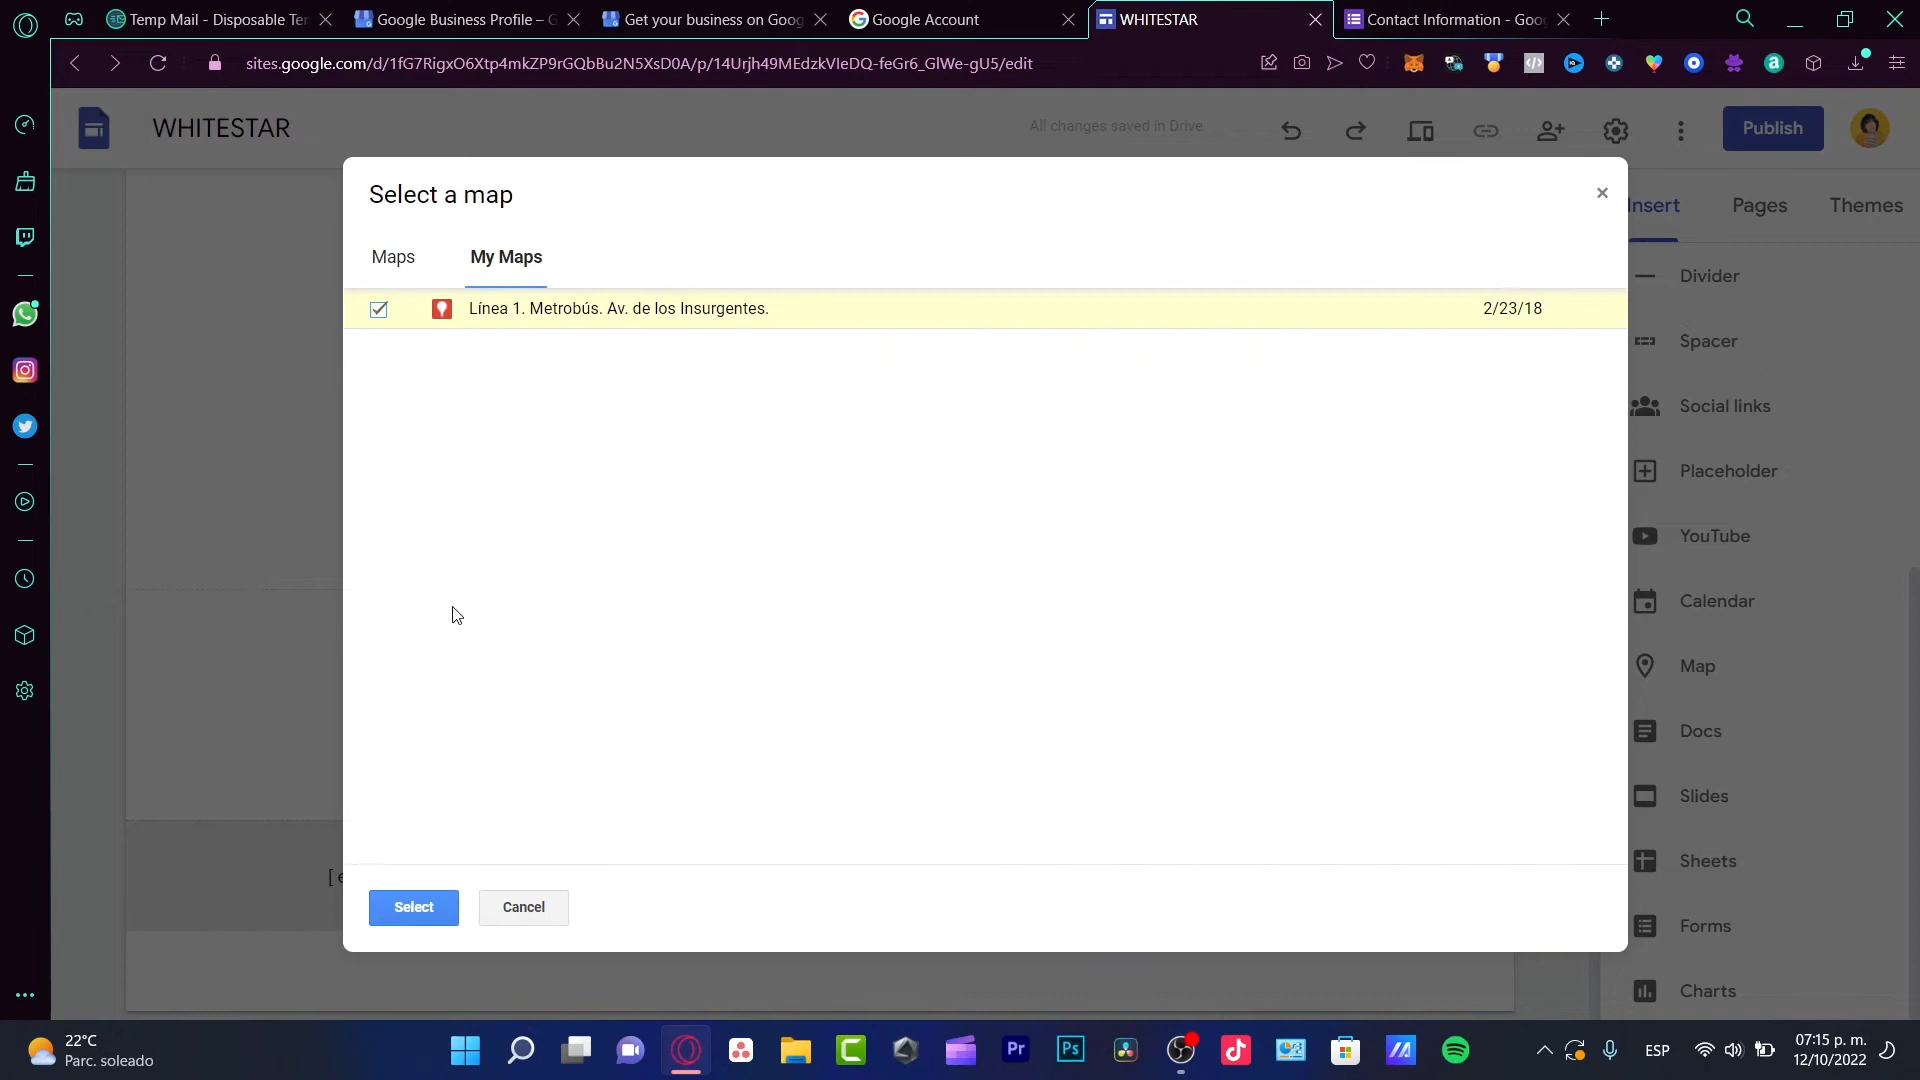 Temp Mail - Disposable Te
Google Business Profile – G
Get your business on Goog
Google Account
WHITESTAR
Contact Information - Goo
sites.google.com/d/1fG7RigxO6Xtp4mkZP9rGQbBu2N5XsD0A/p/14Urjh49MEdzkVIeDQ-feGr6_GlWe-gU5/edit
WHITESTAR
All changes saved in Drive
Publish
Select a map
Maps
My Maps
Línea 1. Metrobús. Av. de los Insurgentes.
2/23/18
Select
Cancel
[ e
Insert
Pages
Themes
Divider
Spacer
Social links
Placeholder
YouTube
Calendar
Map
Docs
Slides
Sheets
Forms
Charts
22°C
Parc. soleado
Pr
Ps
ESP
07:15 p. m.
12/10/2022